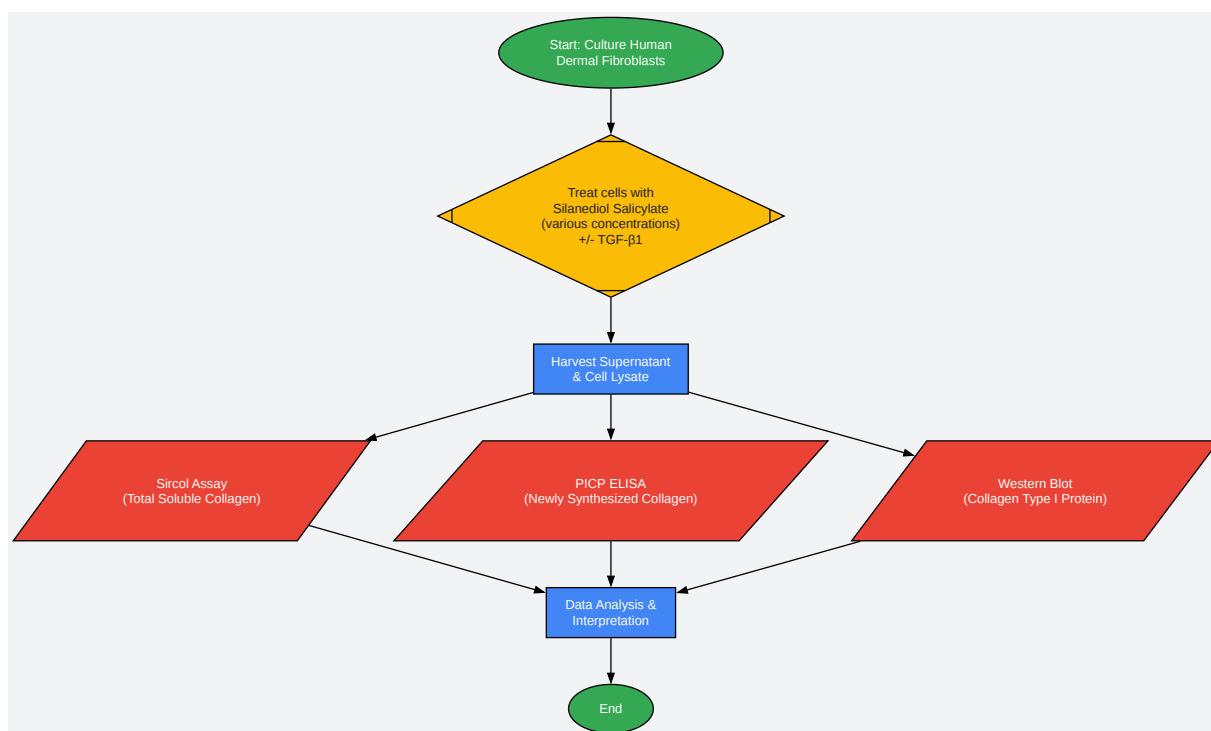 Start: Culture Human
Dermal Fibroblasts
Treat cells with
Silanediol Salicylate
(various concentrations)
+/- TGF-β1
Harvest Supernatant
& Cell Lysate
Sircol Assay
(Total Soluble Collagen)
PICP ELISA
(Newly Synthesized Collagen)
Western Blot
(Collagen Type I Protein)
Data Analysis &
Interpretation
End